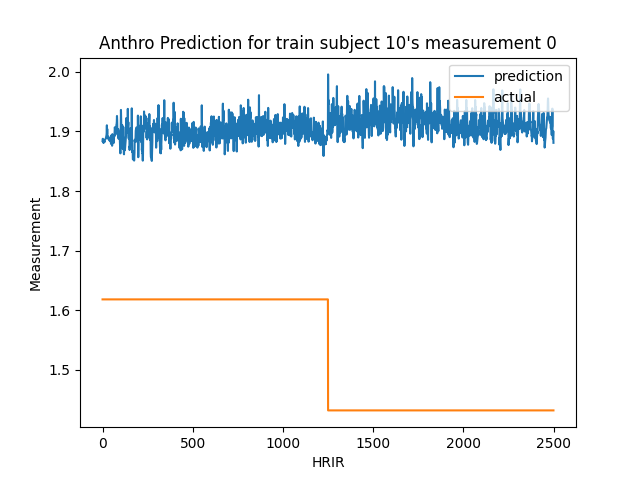 Anthro Prediction for train subject 10's measurement 0
prediction
actual
2.0
1.9
1.8
1.7
1.6
1.5
Measurement
0 500 1000 1500 2000 2500
HRIR